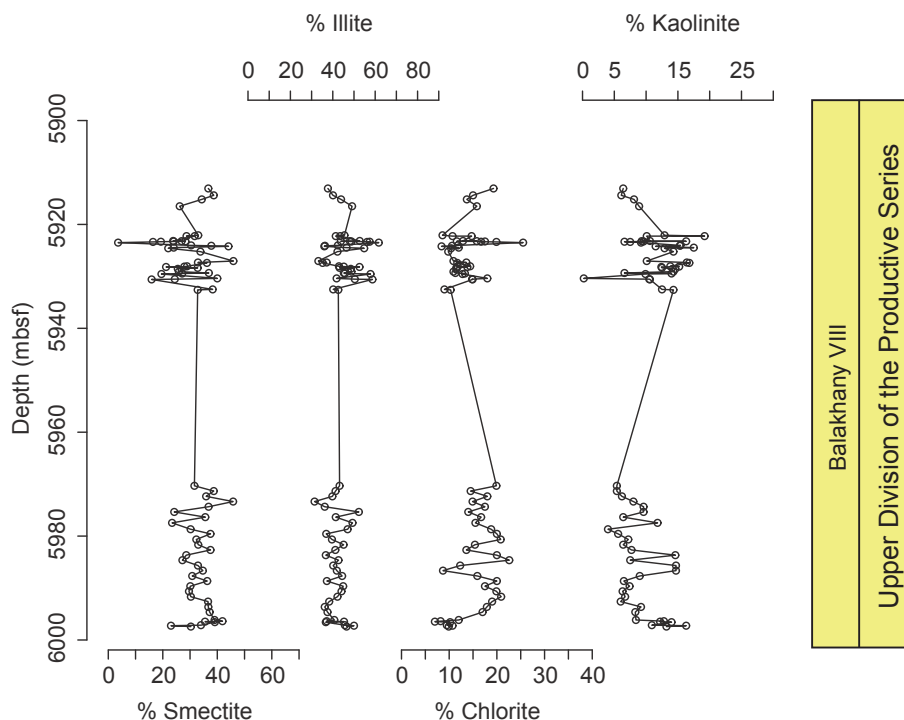 % Illite
% Kaolinite
0 20 40 60 80
0 5 15 25
Depth (mbsf)
5900
5920
5940
5960
5980
6000
Balakhany VIII
Upper Division of the Productive Series
0 20 40 60
0 10 20 30 40
% Smectite
% Chlorite